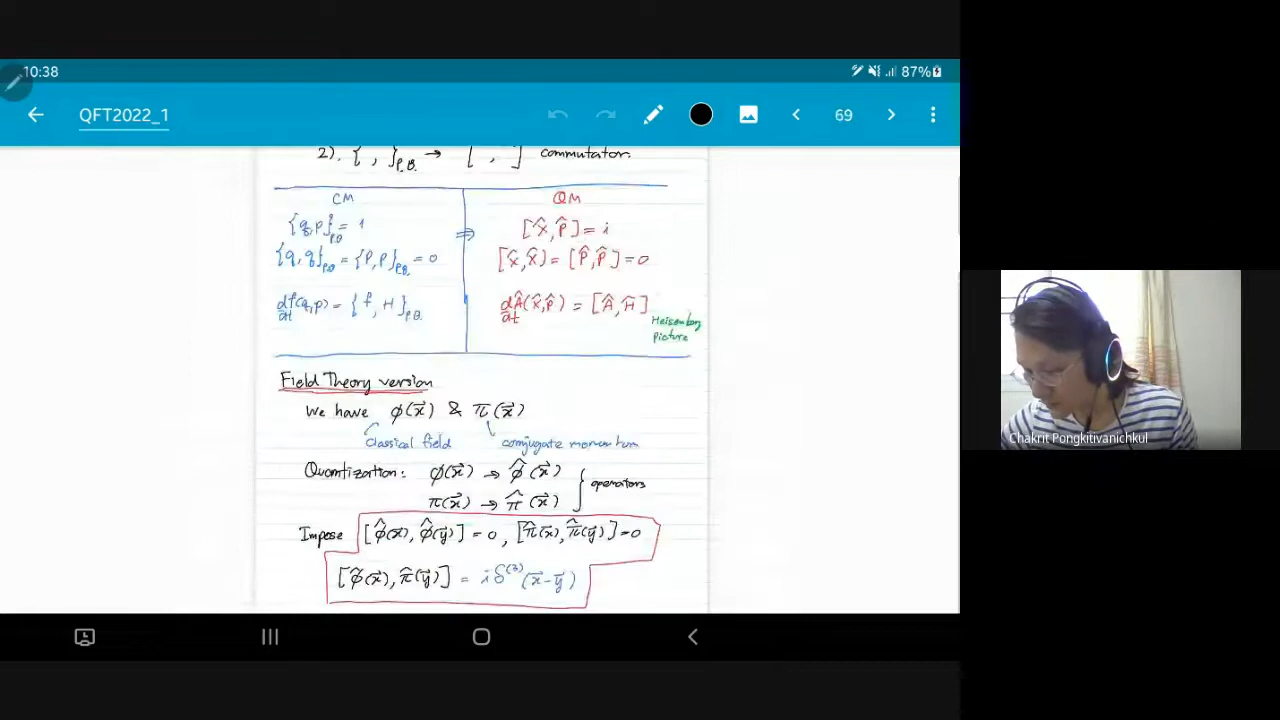 10:38
87%
QFT2022_1
69
2). { , }P.B. → [ , ] commutator.
CM
QM
{q,p}P.B. = 1 ⇒ [x̂, p̂] = i
{q,q}P.B. = {p,p}P.B. = 0
[x̂, x̂] = [p̂, p̂] = 0
df(q,p)/dt = {f, H}P.B.
dÂ(x̂,p̂)/dt = [Â, Ĥ]
Heisenberg
picture
Field Theory version
We have φ(x⃗) & π(x⃗)
classical field
conjugate momentum
Quantization: φ(x⃗) → φ̂(x⃗)
π(x⃗) → π̂(x⃗)
operators
Impose [φ̂(x⃗), φ̂(y⃗)] = 0, [π̂(x⃗), π̂(y⃗)] = 0
[φ̂(x⃗), π̂(y⃗)] = iδ⁽³⁾(x⃗-y⃗)
Chakrit Pongkitivanichkul